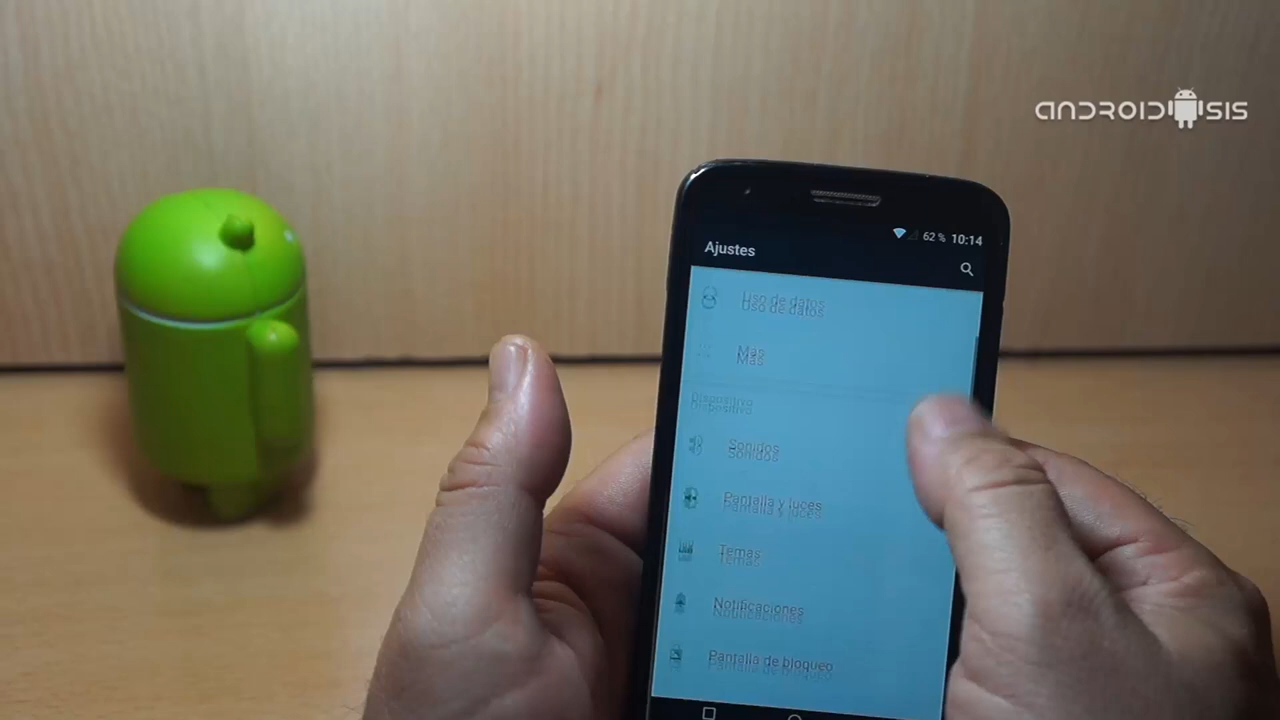 ANDROIDSIS
62 % 10:14
Ajustes
Uso de datos
Más
Dispositivo
Sonidos
Pantalla y luces
Temas
Notificaciones
Pantalla de bloqueo